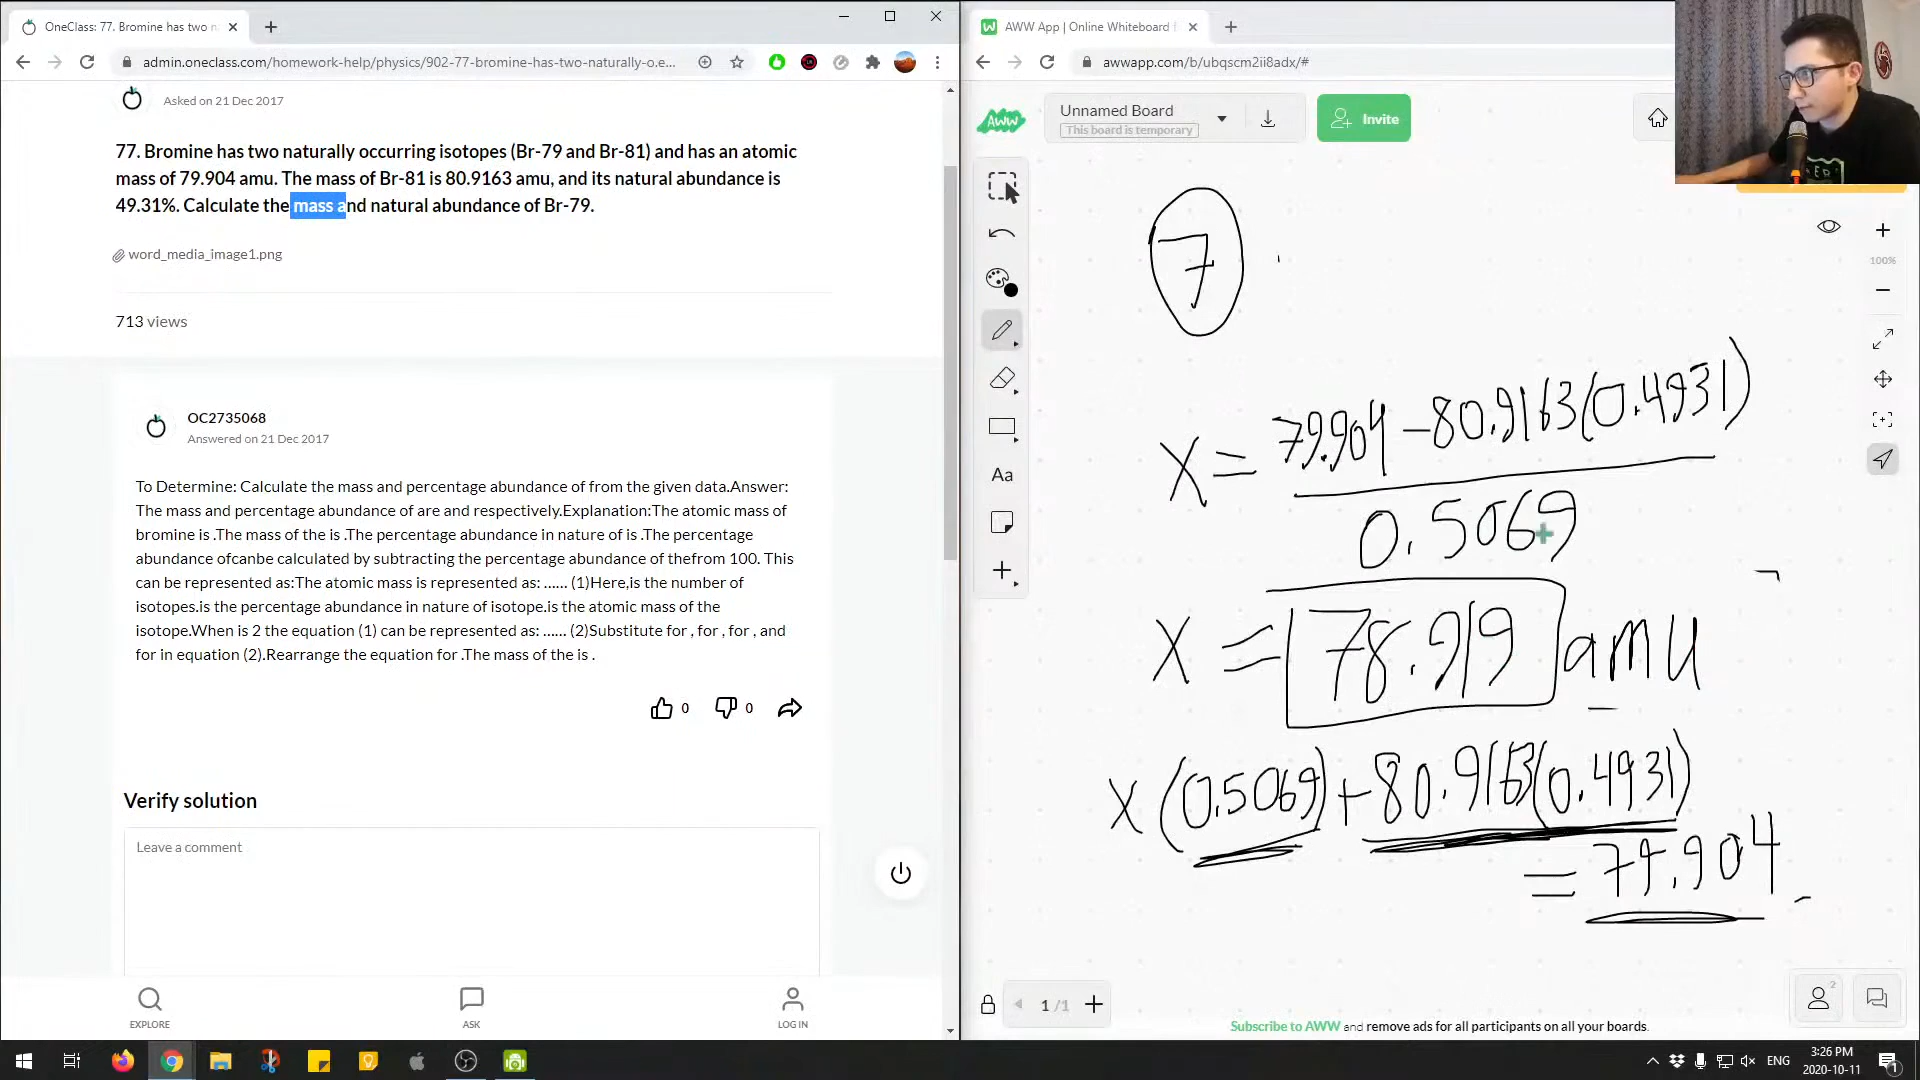 OneClass: 77. Bromine has two n
AWW App | Online Whiteboard f
admin.oneclass.com/homework-help/physics/902-77-bromine-has-two-naturally-o.e...
awwapp.com/b/ubqscm2ii8adx/#
Asked on 21 Dec 2017
77. Bromine has two naturally occurring isotopes (Br-79 and Br-81) and has an atomic
mass of 79.904 amu. The mass of Br-81 is 80.9163 amu, and its natural abundance is
49.31%. Calculate the mass and natural abundance of Br-79.
word_media_image1.png
713 views
OC2735068
Answered on 21 Dec 2017
To Determine: Calculate the mass and percentage abundance of from the given data.Answer:
The mass and percentage abundance of are and respectively.Explanation:The atomic mass of
bromine is .The mass of the is .The percentage abundance in nature of is .The percentage
abundance ofcanbe calculated by subtracting the percentage abundance of thefrom 100. This
can be represented as:The atomic mass is represented as: ...... (1)Here,is the number of
isotopes.is the percentage abundance in nature of isotope.is the atomic mass of the
isotope.When is 2 the equation (1) can be represented as: ...... (2)Substitute for , for , for , and
for in equation (2).Rearrange the equation for .The mass of the is .
0 0
Verify solution
Leave a comment
EXPLORE ASK LOG IN
AWW
Unnamed Board
This board is temporary
Invite
100%
Aa
7
X = 79.904 - 80.9163(0.4931)
0.5069
X = 78.919 amu
X (0.5069) + 80.9163(0.4931)
= 79.904
1 /1
2
Subscribe to AWW and remove ads for all participants on all your boards.
ENG
3:26 PM
2020-10-11
1